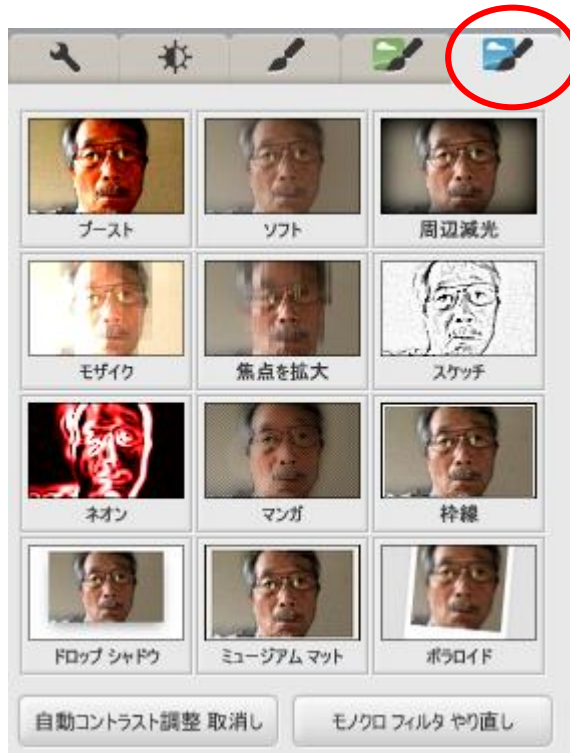 ブースト
ソフト
周辺減光
モザイク
焦点を拡大
スケッチ
ネオン
マンガ
枠線
ドロップ シャドウ
ミュージアム マット
ポラロイド
自動コントラスト調整 取消し
モノクロ フィルタ やり直し